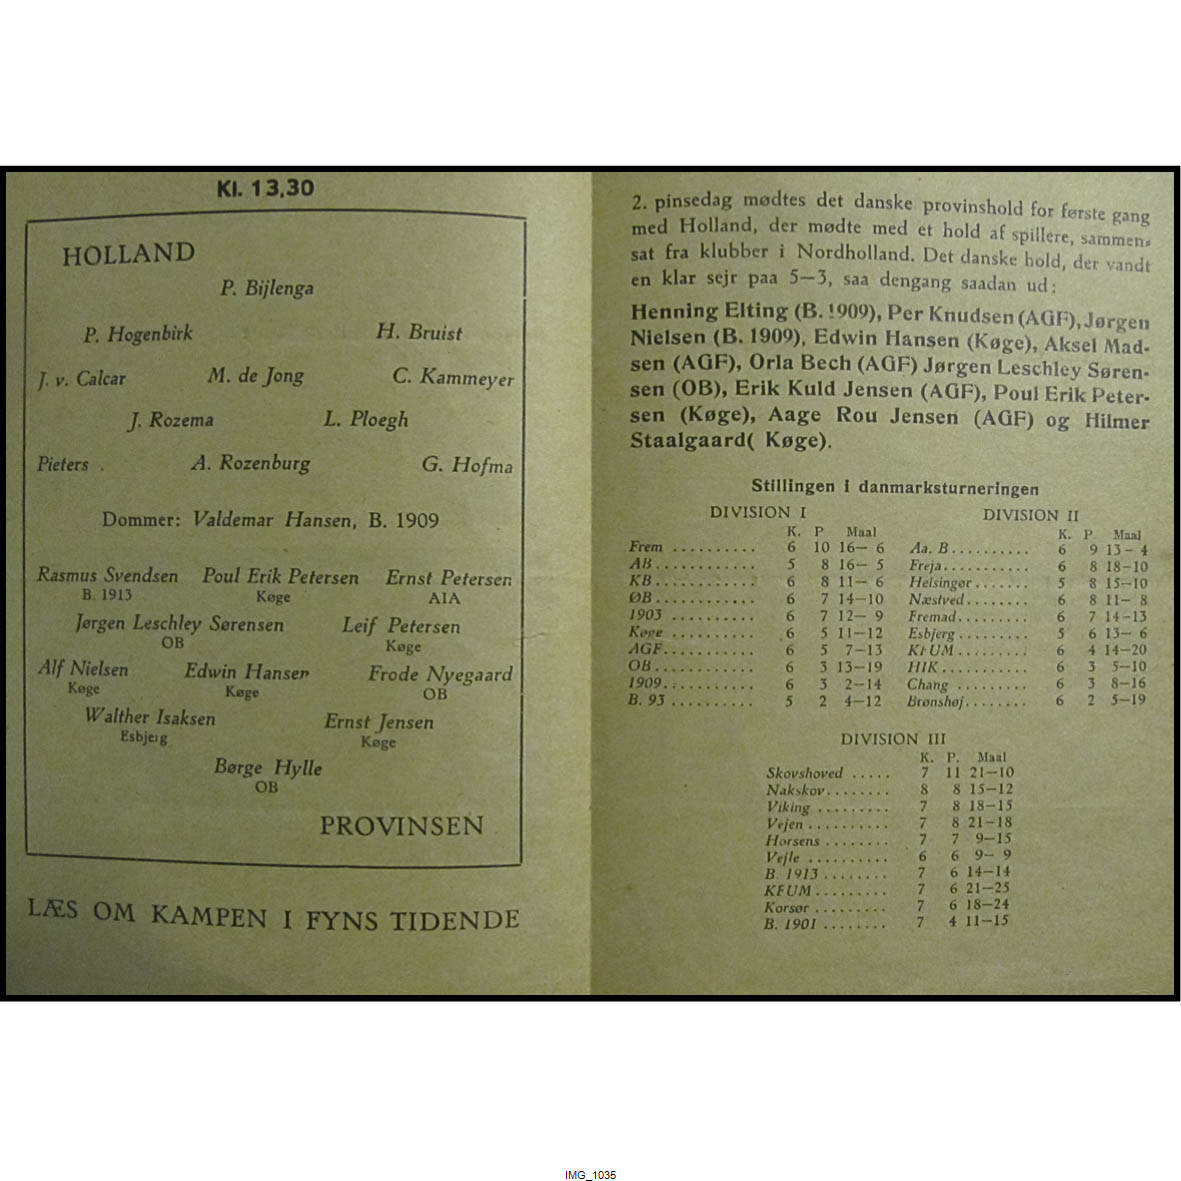 Kl. 13,30
HOLLAND
P. Bijlenga
P. Hogenbirk H. Bruist
J. v. Calcar M. de Jong C. Kammeyer
J. Rozema L. Ploegh
Pieters A. Rozenburg G. Hofma
Dommer: Valdemar Hansen, B. 1909
Rasmus Svendsen Poul Erik Petersen Ernst Petersen
B. 1913 Køge AIA
Jørgen Leschley Sørensen Leif Petersen
OB Køge
Alf Nielsen Edwin Hansen Frode Nyegaard
Køge Køge OB
Walther Isaksen Ernst Jensen
Esbjerg Køge
Børge Hylle
OB
PROVINSEN
LÆS OM KAMPEN I FYNS TIDENDE
2. pinsedag mødtes det danske provinshold for første gang
med Holland, der mødte med et hold af spillere, sammen-
sat fra klubber i Nordholland. Det danske hold, der vandt
en klar sejr paa 5—3, saa dengang saadan ud:
Henning Elting (B. 1909), Per Knudsen (AGF), Jørgen
Nielsen (B. 1909), Edwin Hansen (Køge), Aksel Mad-
sen (AGF), Orla Bech (AGF) Jørgen Leschley Søren-
sen (OB), Erik Kuld Jensen (AGF), Poul Erik Peter-
sen (Køge), Aage Rou Jensen (AGF) og Hilmer
Staalgaard( Køge).
Stillingen i danmarksturneringen
DIVISION I
K. P Maal
Frem .......... 6 10 16— 6
AB............ 5 8 16— 5
KB............ 6 8 11— 6
ØB............ 6 7 14—10
1903 .......... 6 7 12— 9
Køge .......... 6 5 11—12
AGF........... 6 5 7—13
OB............ 6 3 13—19
1909........... 6 3 2—14
B. 93 .......... 5 2 4—12
DIVISION II
K. P Maal
Aa. B.......... 6 9 13—4
Freja........... 6 8 18—10
Helsingør....... 5 8 15—10
Næstved........ 6 8 11— 8
Fremad......... 6 7 14—13
Esbjerg......... 5 6 13— 6
KFUM......... 6 4 14—20
HIK........... 6 3 5—10
Chang ......... 6 3 8—16
Brønshøj........ 6 2 5—19
DIVISION III
K. P. Maal
Skovshoved ..... 7 11 21—10
Nakskov........ 8 8 15—12
Viking ......... 7 8 18—15
Vejen .......... 7 8 21—18
Horsens ........ 7 7 9—15
Vejle .......... 6 6 9— 9
B 1913 ........ 7 6 14—14
KFUM......... 7 6 21—25
Korsør ......... 7 6 18—24
B. 1901 ........ 7 4 11—15
IMG_1035